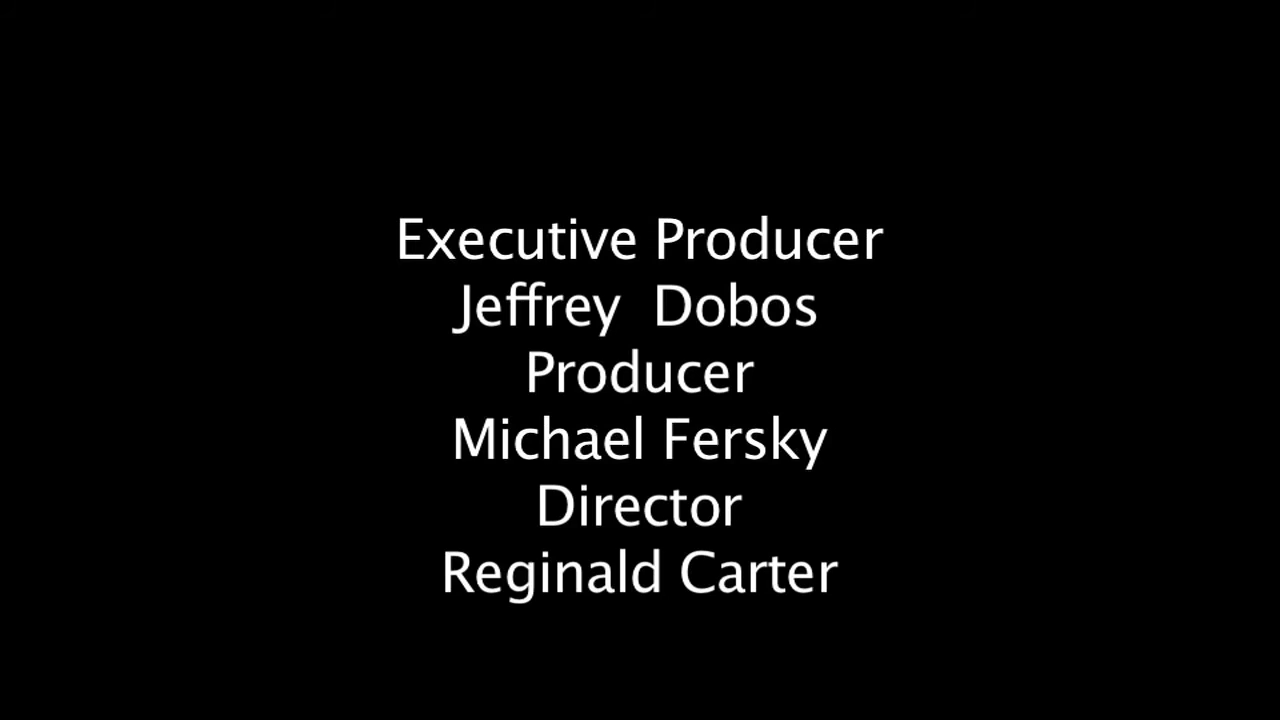 Executive Producer
Jeffrey  Dobos
Producer
Michael Fersky
Director
Reginald Carter